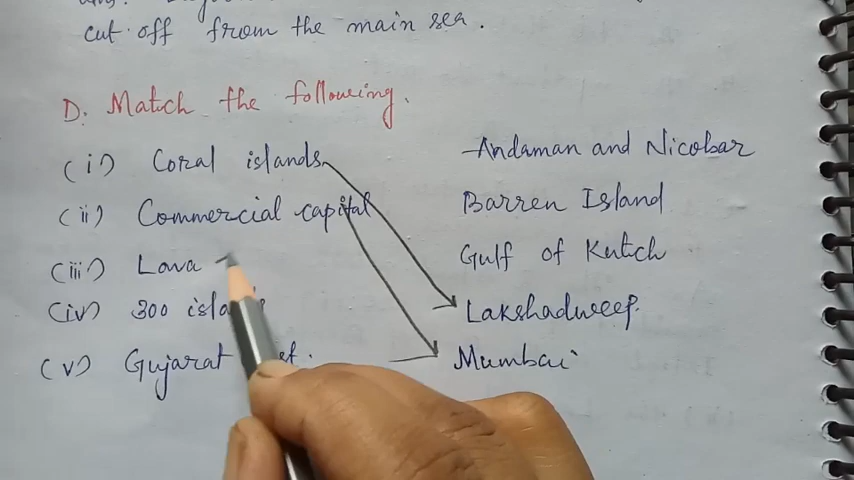 cut off from the main sea.
D. Match the following.
(i) Coral islands Andaman and Nicobar
(ii) Commercial capital Barren Island
(iii) Lava Gulf of Kutch
(iv) 300 Lakshadweep
(v) Gujarat Mumbai